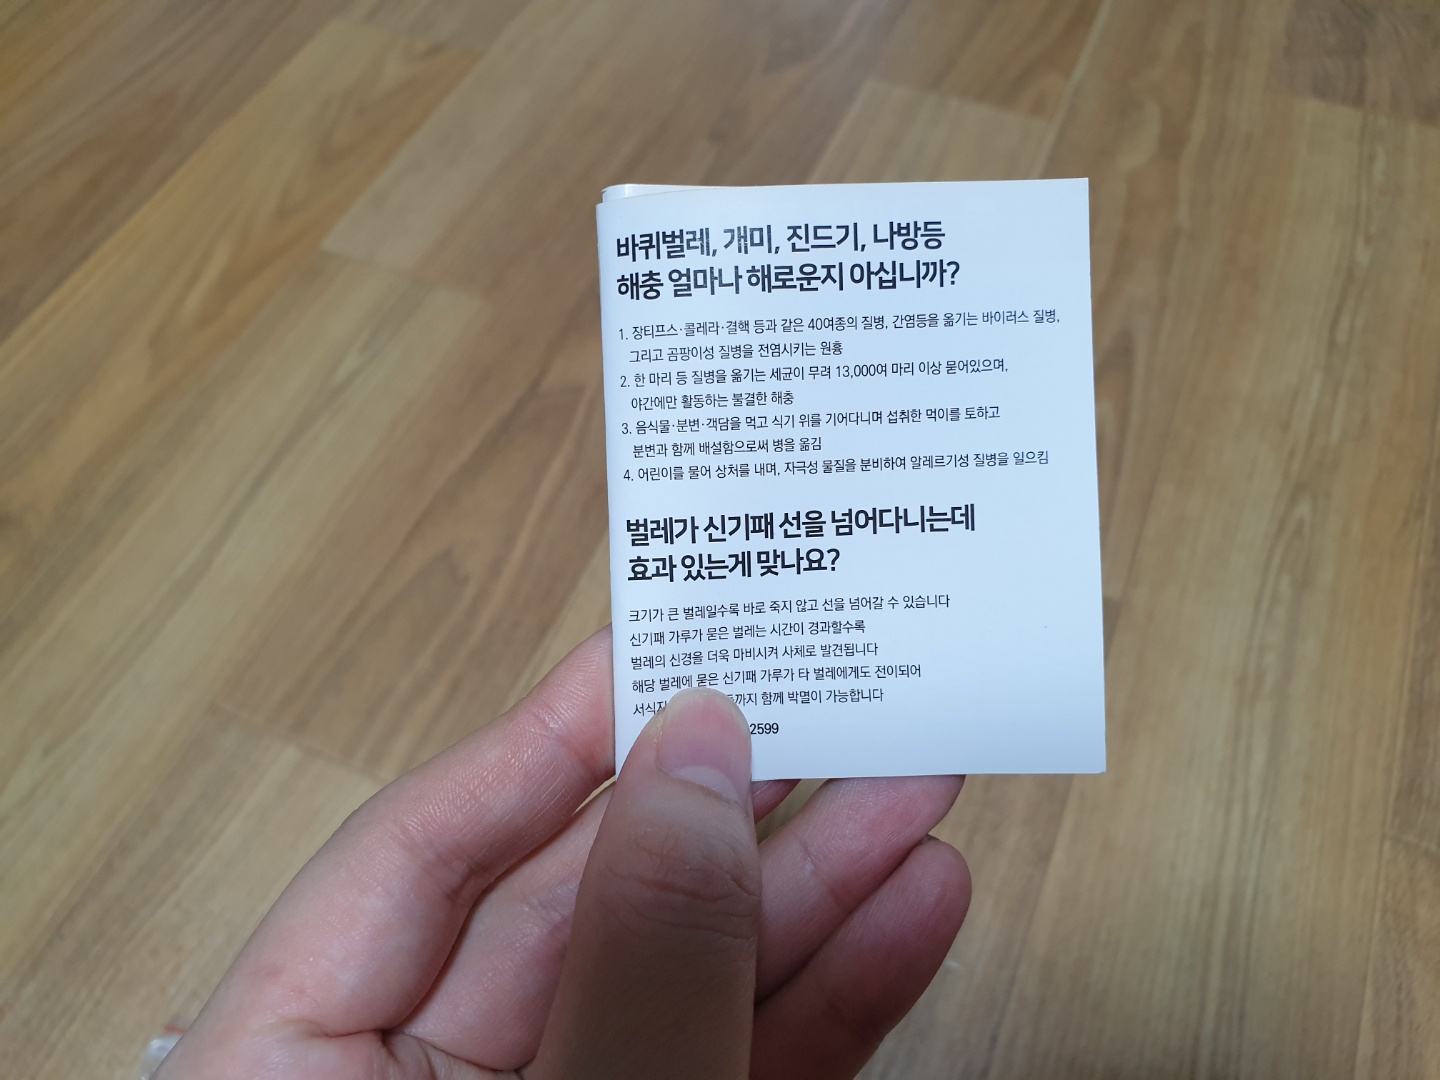 바퀴벌레, 개미, 진드기, 나방등
해충 얼마나 해로운지 아십니까?
1. 장티프스·콜레라·결핵 등과 같은 40여종의 질병, 간염등을 옮기는 바이러스 질병,
그리고 곰팡이성 질병을 전염시키는 원흉
2. 한 마리 등 질병을 옮기는 세균이 무려 13,000여 마리 이상 묻어있으며,
야간에만 활동하는 불결한 해충
3. 음식물·분변·객담을 먹고 식기 위를 기어다니며 섭취한 먹이를 토하고
분변과 함께 배설함으로써 병을 옮김
4. 어린이를 물어 상처를 내며, 자극성 물질을 분비하여 알레르기성 질병을 일으킴
벌레가 신기패 선을 넘어다니는데
효과 있는게 맞나요?
크기가 큰 벌레일수록 바로 죽지 않고 선을 넘어갈 수 있습니다
신기패 가루가 묻은 벌레는 시간이 경과할수록
벌레의 신경을 더욱 마비시켜 사체로 발견됩니다
해당 벌레에 묻은 신기패 가루가 타 벌레에게도 전이되어
함께 박멸이 가능합니다
2599